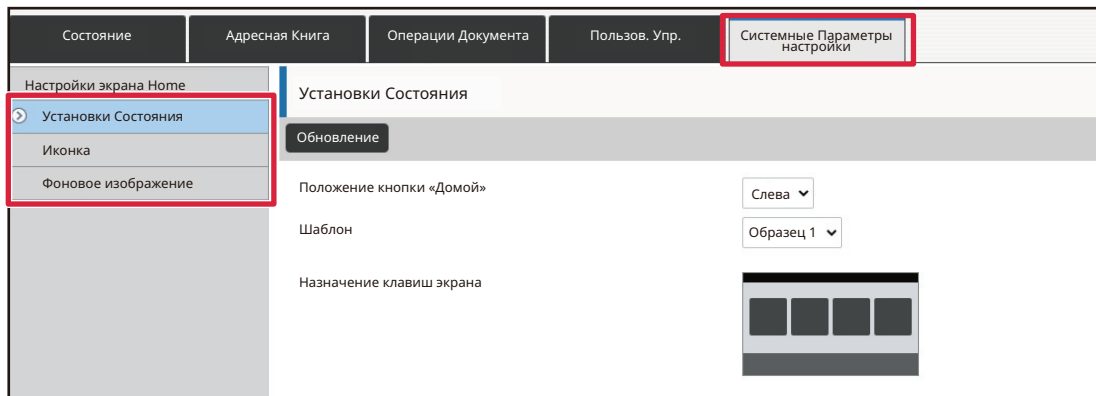 Состояние
Адресная Книга
Операции Документа
Пользов. Упр.
Системные Параметры
настройки
Настройки экрана Home
Установки Состояния
Иконка
Фоновое изображение
Установки Состояния
Обновление
Положение кнопки «Домой»
Слева
Шаблон
Образец 1
Назначение клавиш экрана